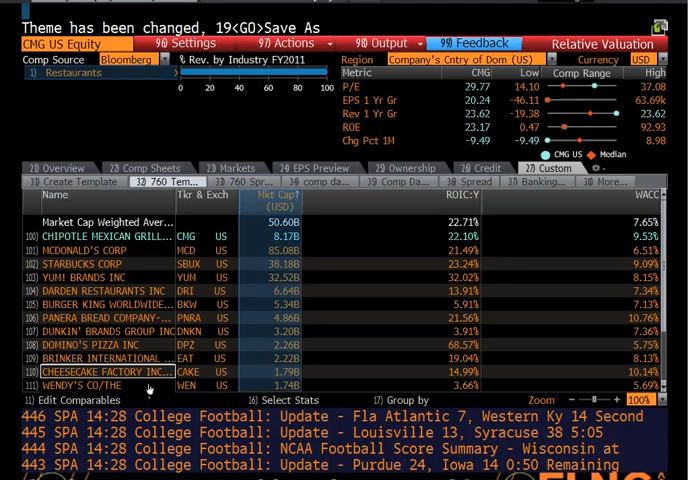 Theme has been changed, 19<GO>Save As
CMG US Equity 96) Settings 97) Actions 98) Output 99) Feedback Relative Valuation
Comp Source Bloomberg % Rev. by Industry FY2011 Region Company's Cntry of Dom (US) Currency USD
1) Restaurants Metric CMG Low Comp Range High
0 20 40 60 80 100
P/E 29.77 14.10 37.08
EPS 1 Yr Gr 20.24 -46.11 63.69k
Rev 1 Yr Gr 23.62 -19.38 23.62
ROE 23.17 0.47 92.93
Chg Pct 1M -9.49 -9.49 8.98
CMG US Median
21) Overview 22) Comp Sheets 23) Markets 24) EPS Preview 25) Ownership 26) Credit 27) Custom
31) Create Template 32) 760 Tem... 33) 760 Spr... 34) comp da... 35) Comp Da... 36) Spread 37) Banking... 38) More...
Name Tkr & Exch Mkt Cap↑ (USD) ROIC:Y WACC
Market Cap Weighted Aver... 50.60B 22.71% 7.65%
100) CHIPOTLE MEXICAN GRILL... CMG US 8.17B 22.10% 9.53%
101) MCDONALD'S CORP MCD US 85.08B 21.49% 6.51%
102) STARBUCKS CORP SBUX US 38.18B 23.24% 9.09%
103) YUM! BRANDS INC YUM US 32.52B 32.02% 8.15%
104) DARDEN RESTAURANTS INC DRI US 6.64B 13.91% 7.34%
105) BURGER KING WORLDWIDE... BKW US 5.34B 5.91% 7.13%
106) PANERA BREAD COMPANY-... PNRA US 4.86B 21.56% 10.76%
107) DUNKIN' BRANDS GROUP INC DNKN US 3.20B 3.91% 7.36%
108) DOMINO'S PIZZA INC DPZ US 2.26B 68.57% 5.75%
109) BRINKER INTERNATIONAL ... EAT US 2.22B 19.04% 8.13%
110) CHEESECAKE FACTORY INC... CAKE US 1.79B 14.99% 10.14%
111) WENDY'S CO/THE WEN US 1.74B 3.66% 5.69%
11) Edit Comparables 16) Select Stats 17) Group by Zoom 100%
446 SPA 14:28 College Football: Update - Fla Atlantic 7, Western Ky 14 Second
445 SPA 14:28 College Football: Update - Louisville 13, Syracuse 38 5:05
444 SPA 14:28 College Football: NCAA Football Score Summary - Wisconsin at
443 SPA 14:28 College Football: Update - Purdue 24, Iowa 14 0:50 Remaining